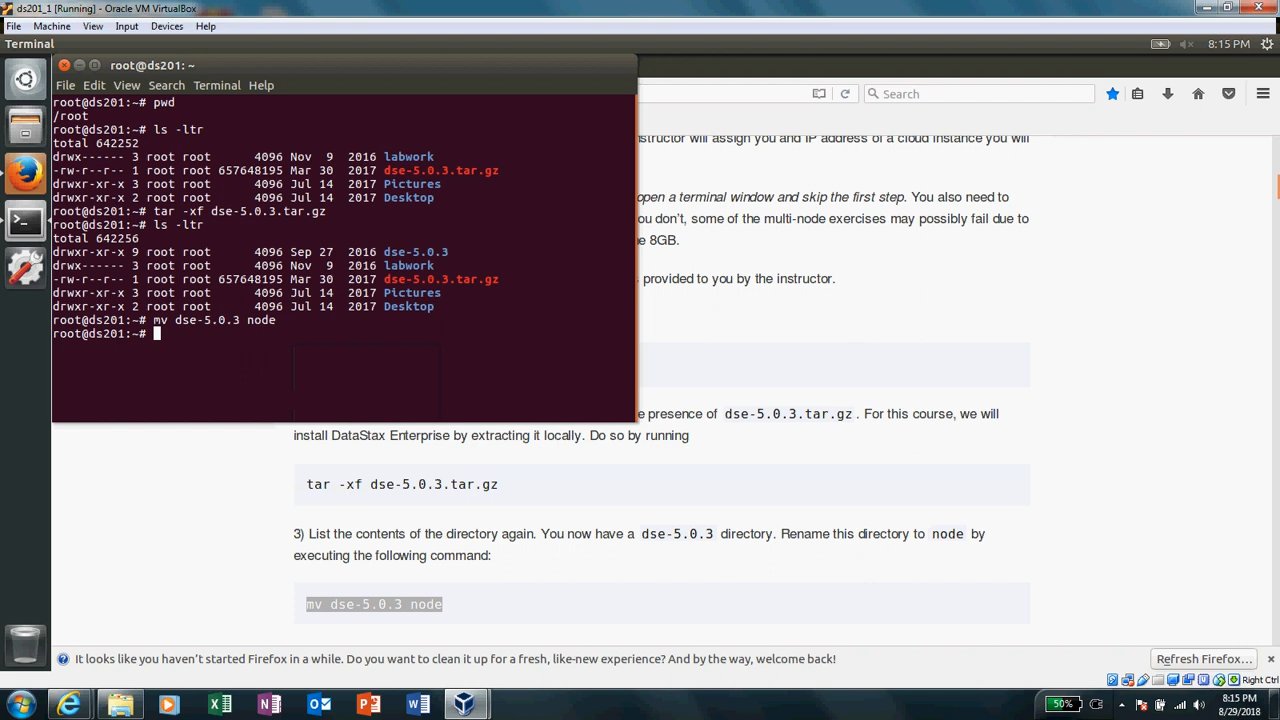 ds201_1 [Running] - Oracle VM VirtualBox
File Machine View Input Devices Help
Terminal
8:15 PM
root@ds201: ~
File Edit View Search Terminal Help
Search
root@ds201:~# pwd
/root
root@ds201:~# ls -ltr
total 642252
drwx------ 3 root root 4096 Nov 9 2016 labwork
-rw-r--r-- 1 root root 657648195 Mar 30 2017 dse-5.0.3.tar.gz
drwxr-xr-x 3 root root 4096 Jul 14 2017 Pictures
drwxr-xr-x 2 root root 4096 Jul 14 2017 Desktop
root@ds201:~# tar -xf dse-5.0.3.tar.gz
root@ds201:~# ls -ltr
total 642256
drwxr-xr-x 9 root root 4096 Sep 27 2016 dse-5.0.3
drwx------ 3 root root 4096 Nov 9 2016 labwork
-rw-r--r-- 1 root root 657648195 Mar 30 2017 dse-5.0.3.tar.gz
drwxr-xr-x 3 root root 4096 Jul 14 2017 Pictures
drwxr-xr-x 2 root root 4096 Jul 14 2017 Desktop
root@ds201:~# mv dse-5.0.3 node
root@ds201:~#
structor will assign you and IP address of a cloud instance you will
open a terminal window and skip the first step. You also need to
ou don't, some of the multi-node exercises may possibly fail due to
e 8GB.
s provided to you by the instructor.
e presence of dse-5.0.3.tar.gz. For this course, we will
install DataStax Enterprise by extracting it locally. Do so by running
tar -xf dse-5.0.3.tar.gz
3) List the contents of the directory again. You now have a dse-5.0.3 directory. Rename this directory to node by
executing the following command:
mv dse-5.0.3 node
It looks like you haven't started Firefox in a while. Do you want to clean it up for a fresh, like-new experience? And by the way, welcome back!
Refresh Firefox...
Right Ctrl
50%
8:15 PM
8/29/2018